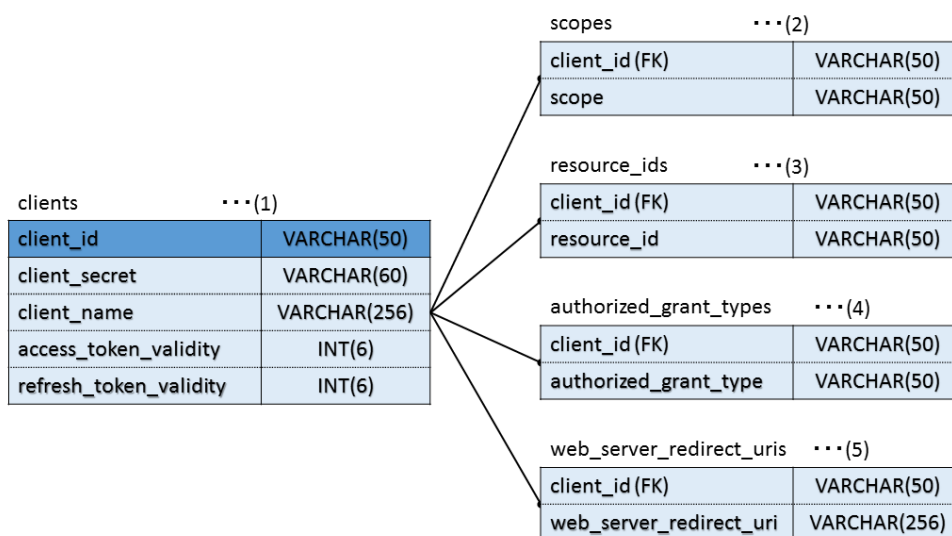 scopes ・・・(2)
client_id (FK) VARCHAR(50)
scope VARCHAR(50)
resource_ids ・・・(3)
client_id (FK) VARCHAR(50)
resource_id VARCHAR(50)
clients ・・・(1)
client_id VARCHAR(50)
client_secret VARCHAR(60)
client_name VARCHAR(256)
access_token_validity INT(6)
refresh_token_validity INT(6)
authorized_grant_types ・・・(4)
client_id (FK) VARCHAR(50)
authorized_grant_type VARCHAR(50)
web_server_redirect_uris ・・・(5)
client_id (FK) VARCHAR(50)
web_server_redirect_uri VARCHAR(256)